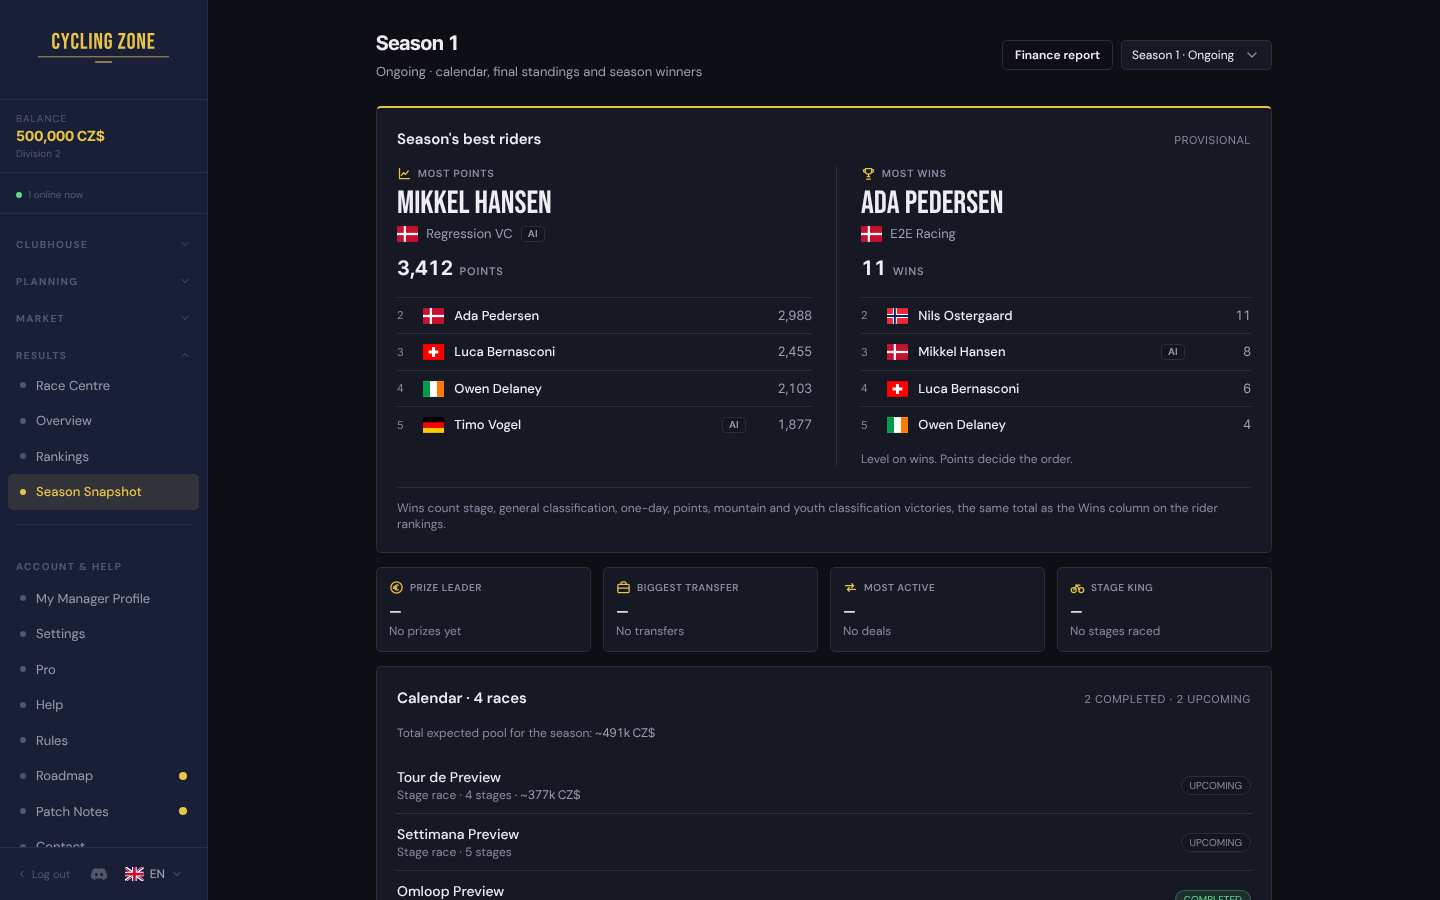 CYCLING ZONE
BALANCE
500,000 CZ$
Division 2
1 online now
CLUBHOUSE
PLANNING
MARKET
RESULTS
Race Centre
Overview
Rankings
Season Snapshot
ACCOUNT & HELP
My Manager Profile
Settings
Pro
Help
Rules
Roadmap
Patch Notes
Contact
Log out
EN
Season 1
Ongoing · calendar, final standings and season winners
Finance report
Season 1 · Ongoing
Season's best riders
PROVISIONAL
MOST POINTS
MIKKEL HANSEN
Regression VC AI
3,412 POINTS
2 Ada Pedersen 2,988
3 Luca Bernasconi 2,455
4 Owen Delaney 2,103
5 Timo Vogel AI 1,877
MOST WINS
ADA PEDERSEN
E2E Racing
11 WINS
2 Nils Ostergaard 11
3 Mikkel Hansen AI 8
4 Luca Bernasconi 6
5 Owen Delaney 4
Level on wins. Points decide the order.
Wins count stage, general classification, one-day, points, mountain and youth classification victories, the same total as the Wins column on the rider
rankings.
PRIZE LEADER
–
No prizes yet
BIGGEST TRANSFER
–
No transfers
MOST ACTIVE
–
No deals
STAGE KING
–
No stages raced
Calendar · 4 races
2 COMPLETED · 2 UPCOMING
Total expected pool for the season: ~491k CZ$
Tour de Preview
Stage race · 4 stages · ~377k CZ$
UPCOMING
Settimana Preview
Stage race · 5 stages
UPCOMING
Omloop Preview
COMPLETED